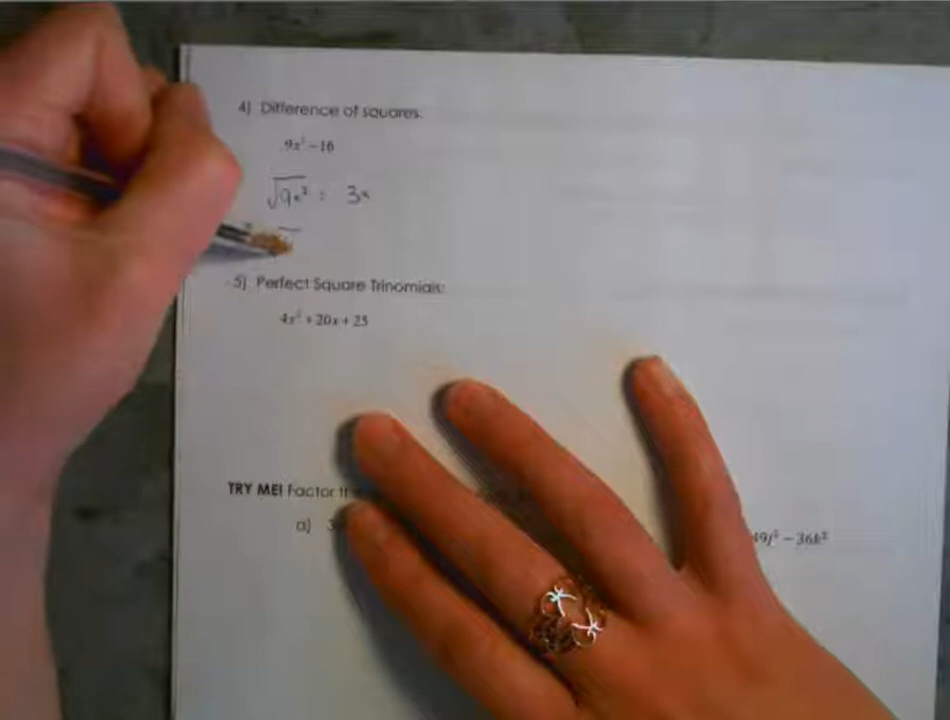 4) Difference of squares:
9x² - 16
√9x² = 3x
5) Perfect Square Trinomials:
4x² + 20x + 25
TRY ME! Factor
a) 3
49j² - 36k²